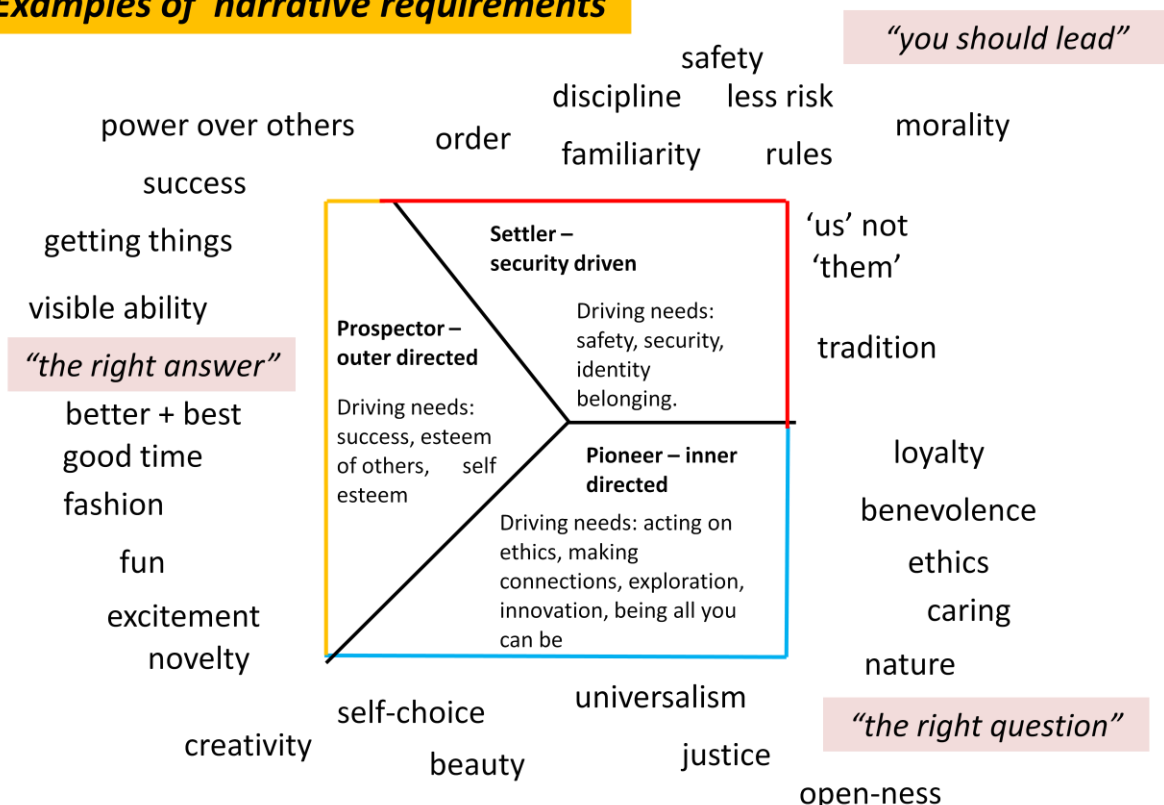 Examples of 'narrative requirements'
"you should lead"
safety
discipline
less risk
power over others
order
familiarity
rules
morality
success
getting things
visible ability
"the right answer"
better + best
good time
fashion
fun
excitement
novelty
Settler –
security driven
Driving needs:
safety, security,
identity
belonging.
Prospector –
outer directed
Driving needs:
success, esteem
of others, self
esteem
Pioneer – inner
directed
Driving needs: acting on
ethics, making
connections, exploration,
innovation, being all you
can be
'us' not
'them'
tradition
loyalty
benevolence
ethics
caring
nature
"the right question"
self-choice
universalism
creativity
beauty
justice
open-ness